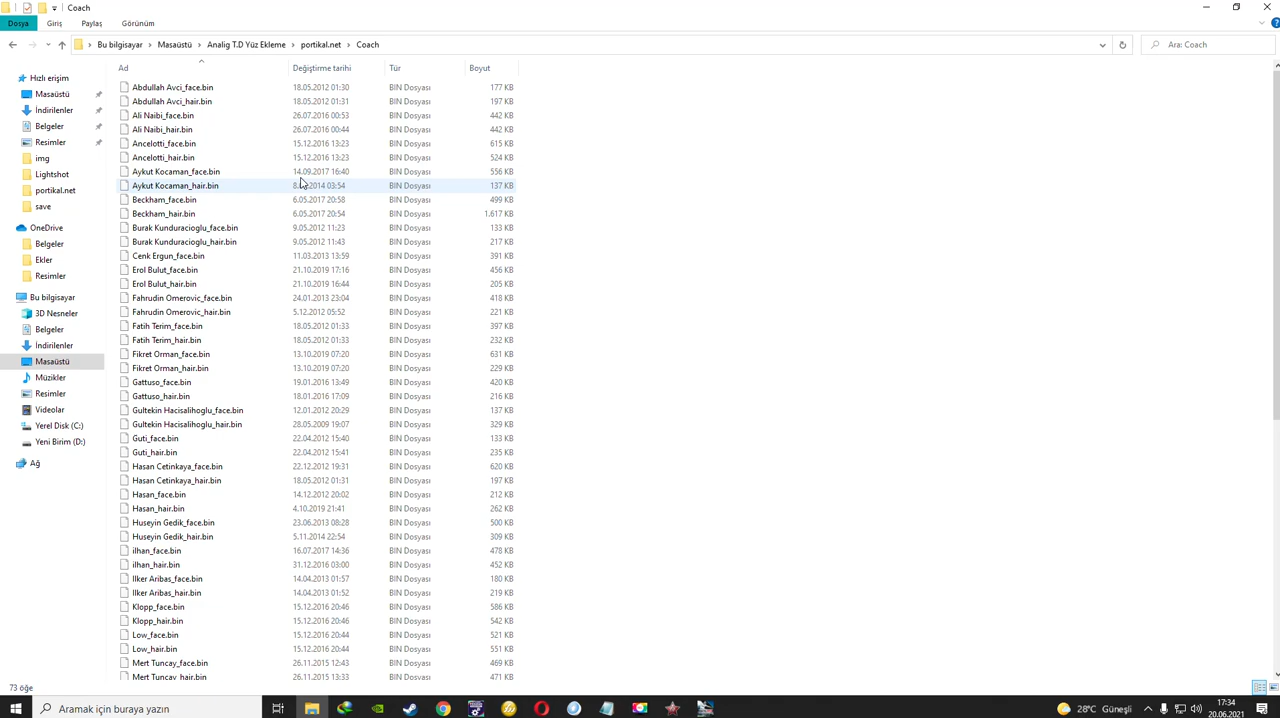 Coach
Dosya Giriş Paylaş Görünüm
Bu bilgisayar Masaüstü Analig T.D Yüz Ekleme portikal.net Coach
Ara: Coach
Hızlı erişim
Masaüstü
İndirilenler
Belgeler
Resimler
img
Lightshot
portikal.net
save
OneDrive
Belgeler
Ekler
Resimler
Bu bilgisayar
3D Nesneler
Belgeler
İndirilenler
Masaüstü
Müzikler
Resimler
Videolar
Yerel Disk (C:)
Yeni Birim (D:)
Ağ
Ad Değiştirme tarihi Tür Boyut
Abdullah Avci_face.bin 18.05.2012 01:30 BIN Dosyası 177 KB
Abdullah Avci_hair.bin 18.05.2012 01:31 BIN Dosyası 197 KB
Ali Naibi_face.bin 26.07.2016 00:53 BIN Dosyası 442 KB
Ali Naibi_hair.bin 26.07.2016 00:44 BIN Dosyası 442 KB
Ancelotti_face.bin 15.12.2016 13:23 BIN Dosyası 615 KB
Ancelotti_hair.bin 15.12.2016 13:23 BIN Dosyası 524 KB
Aykut Kocaman_face.bin 14.09.2017 16:40 BIN Dosyası 556 KB
Aykut Kocaman_hair.bin 2014 03:54 BIN Dosyası 137 KB
Beckham_face.bin 6.05.2017 20:58 BIN Dosyası 499 KB
Beckham_hair.bin 6.05.2017 20:54 BIN Dosyası 1.617 KB
Burak Kunduracioglu_face.bin 9.05.2012 11:23 BIN Dosyası 133 KB
Burak Kunduracioglu_hair.bin 9.05.2012 11:43 BIN Dosyası 217 KB
Cenk Ergun_face.bin 11.03.2013 13:59 BIN Dosyası 391 KB
Erol Bulut_face.bin 21.10.2019 17:16 BIN Dosyası 456 KB
Erol Bulut_hair.bin 21.10.2019 16:44 BIN Dosyası 205 KB
Fahrudin Omerovic_face.bin 24.01.2013 23:04 BIN Dosyası 418 KB
Fahrudin Omerovic_hair.bin 5.12.2012 05:52 BIN Dosyası 221 KB
Fatih Terim_face.bin 18.05.2012 01:33 BIN Dosyası 397 KB
Fatih Terim_hair.bin 18.05.2012 01:33 BIN Dosyası 232 KB
Fikret Orman_face.bin 13.10.2019 07:20 BIN Dosyası 631 KB
Fikret Orman_hair.bin 13.10.2019 07:20 BIN Dosyası 229 KB
Gattuso_face.bin 19.01.2016 13:49 BIN Dosyası 420 KB
Gattuso_hair.bin 18.01.2016 17:09 BIN Dosyası 216 KB
Gultekin Hacisalihoglu_face.bin 12.01.2012 20:29 BIN Dosyası 137 KB
Gultekin Hacisalihoglu_hair.bin 28.05.2009 19:07 BIN Dosyası 329 KB
Guti_face.bin 22.04.2012 15:40 BIN Dosyası 133 KB
Guti_hair.bin 22.04.2012 15:41 BIN Dosyası 235 KB
Hasan Cetinkaya_face.bin 22.12.2012 19:31 BIN Dosyası 620 KB
Hasan Cetinkaya_hair.bin 18.05.2012 01:31 BIN Dosyası 197 KB
Hasan_face.bin 14.12.2012 20:02 BIN Dosyası 212 KB
Hasan_hair.bin 4.10.2019 21:41 BIN Dosyası 262 KB
Huseyin Gedik_face.bin 23.06.2013 08:28 BIN Dosyası 500 KB
Huseyin Gedik_hair.bin 5.11.2014 22:54 BIN Dosyası 309 KB
ilhan_face.bin 16.07.2017 14:36 BIN Dosyası 478 KB
ilhan_hair.bin 31.12.2016 03:00 BIN Dosyası 452 KB
Ilker Aribas_face.bin 14.04.2013 01:57 BIN Dosyası 180 KB
Ilker Aribas_hair.bin 14.04.2013 01:52 BIN Dosyası 219 KB
Klopp_face.bin 15.12.2016 20:46 BIN Dosyası 586 KB
Klopp_hair.bin 15.12.2016 20:46 BIN Dosyası 542 KB
Low_face.bin 15.12.2016 20:44 BIN Dosyası 521 KB
Low_hair.bin 15.12.2016 20:44 BIN Dosyası 551 KB
Mert Tuncay_face.bin 26.11.2015 12:43 BIN Dosyası 469 KB
Mert Tuncay_hair.bin 26.11.2015 13:33 BIN Dosyası 471 KB
73 öğe
Aramak için buraya yazın
28°C Güneşli
17:34
20.06.2021